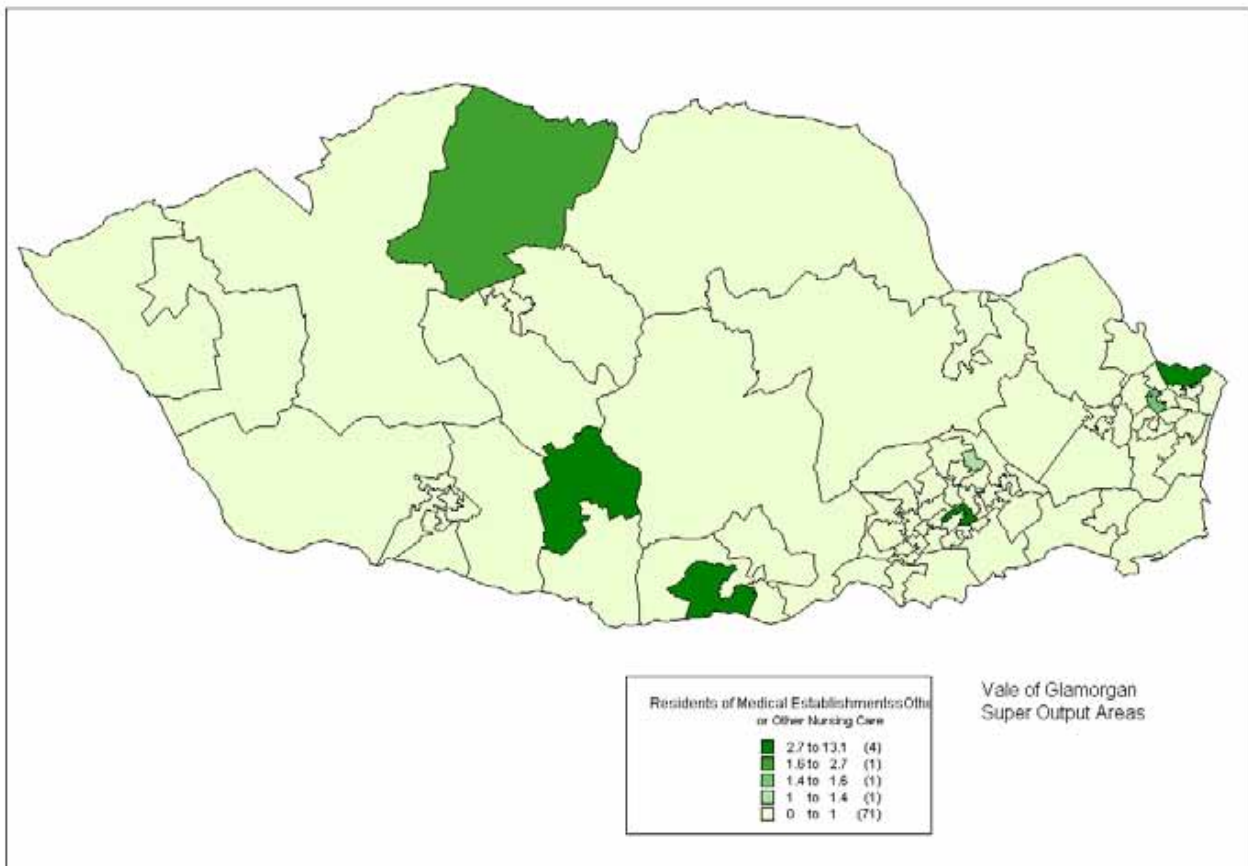 Residents of Medical EstablishmentssOthe
or Other Nursing Care
2.7 to 13.1 (4)
1.6 to 2.7 (1)
1.4 to 1.6 (1)
1 to 1.4 (1)
0 to 1 (71)
Vale of Glamorgan
Super Output Areas